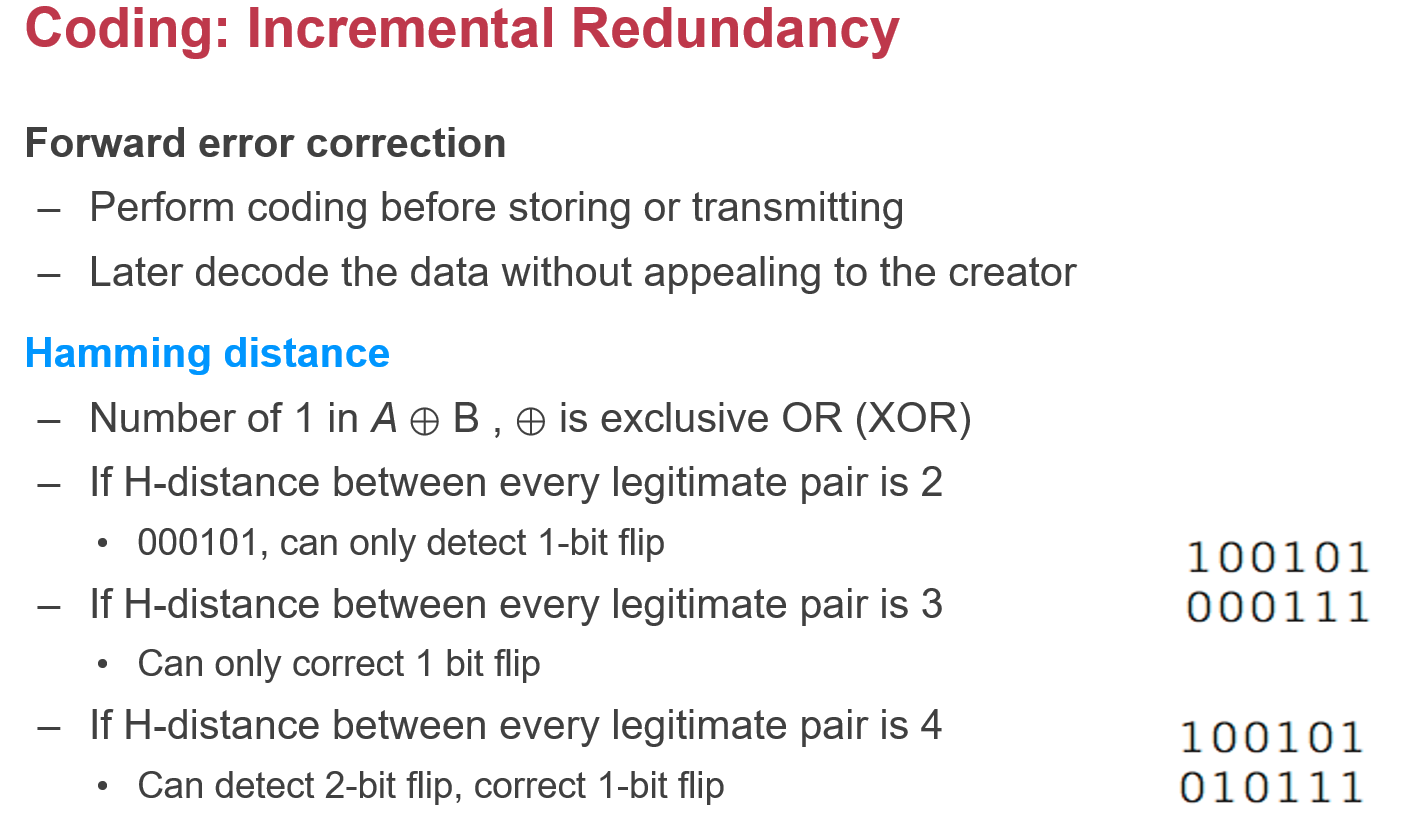 Coding: Incremental Redundancy
Forward error correction
– Perform coding before storing or transmitting
– Later decode the data without appealing to the creator
Hamming distance
– Number of 1 in A ⊕ B , ⊕ is exclusive OR (XOR)
– If H-distance between every legitimate pair is 2
• 000101, can only detect 1-bit flip
100101
– If H-distance between every legitimate pair is 3
000111
• Can only correct 1 bit flip
– If H-distance between every legitimate pair is 4
100101
• Can detect 2-bit flip, correct 1-bit flip
010111